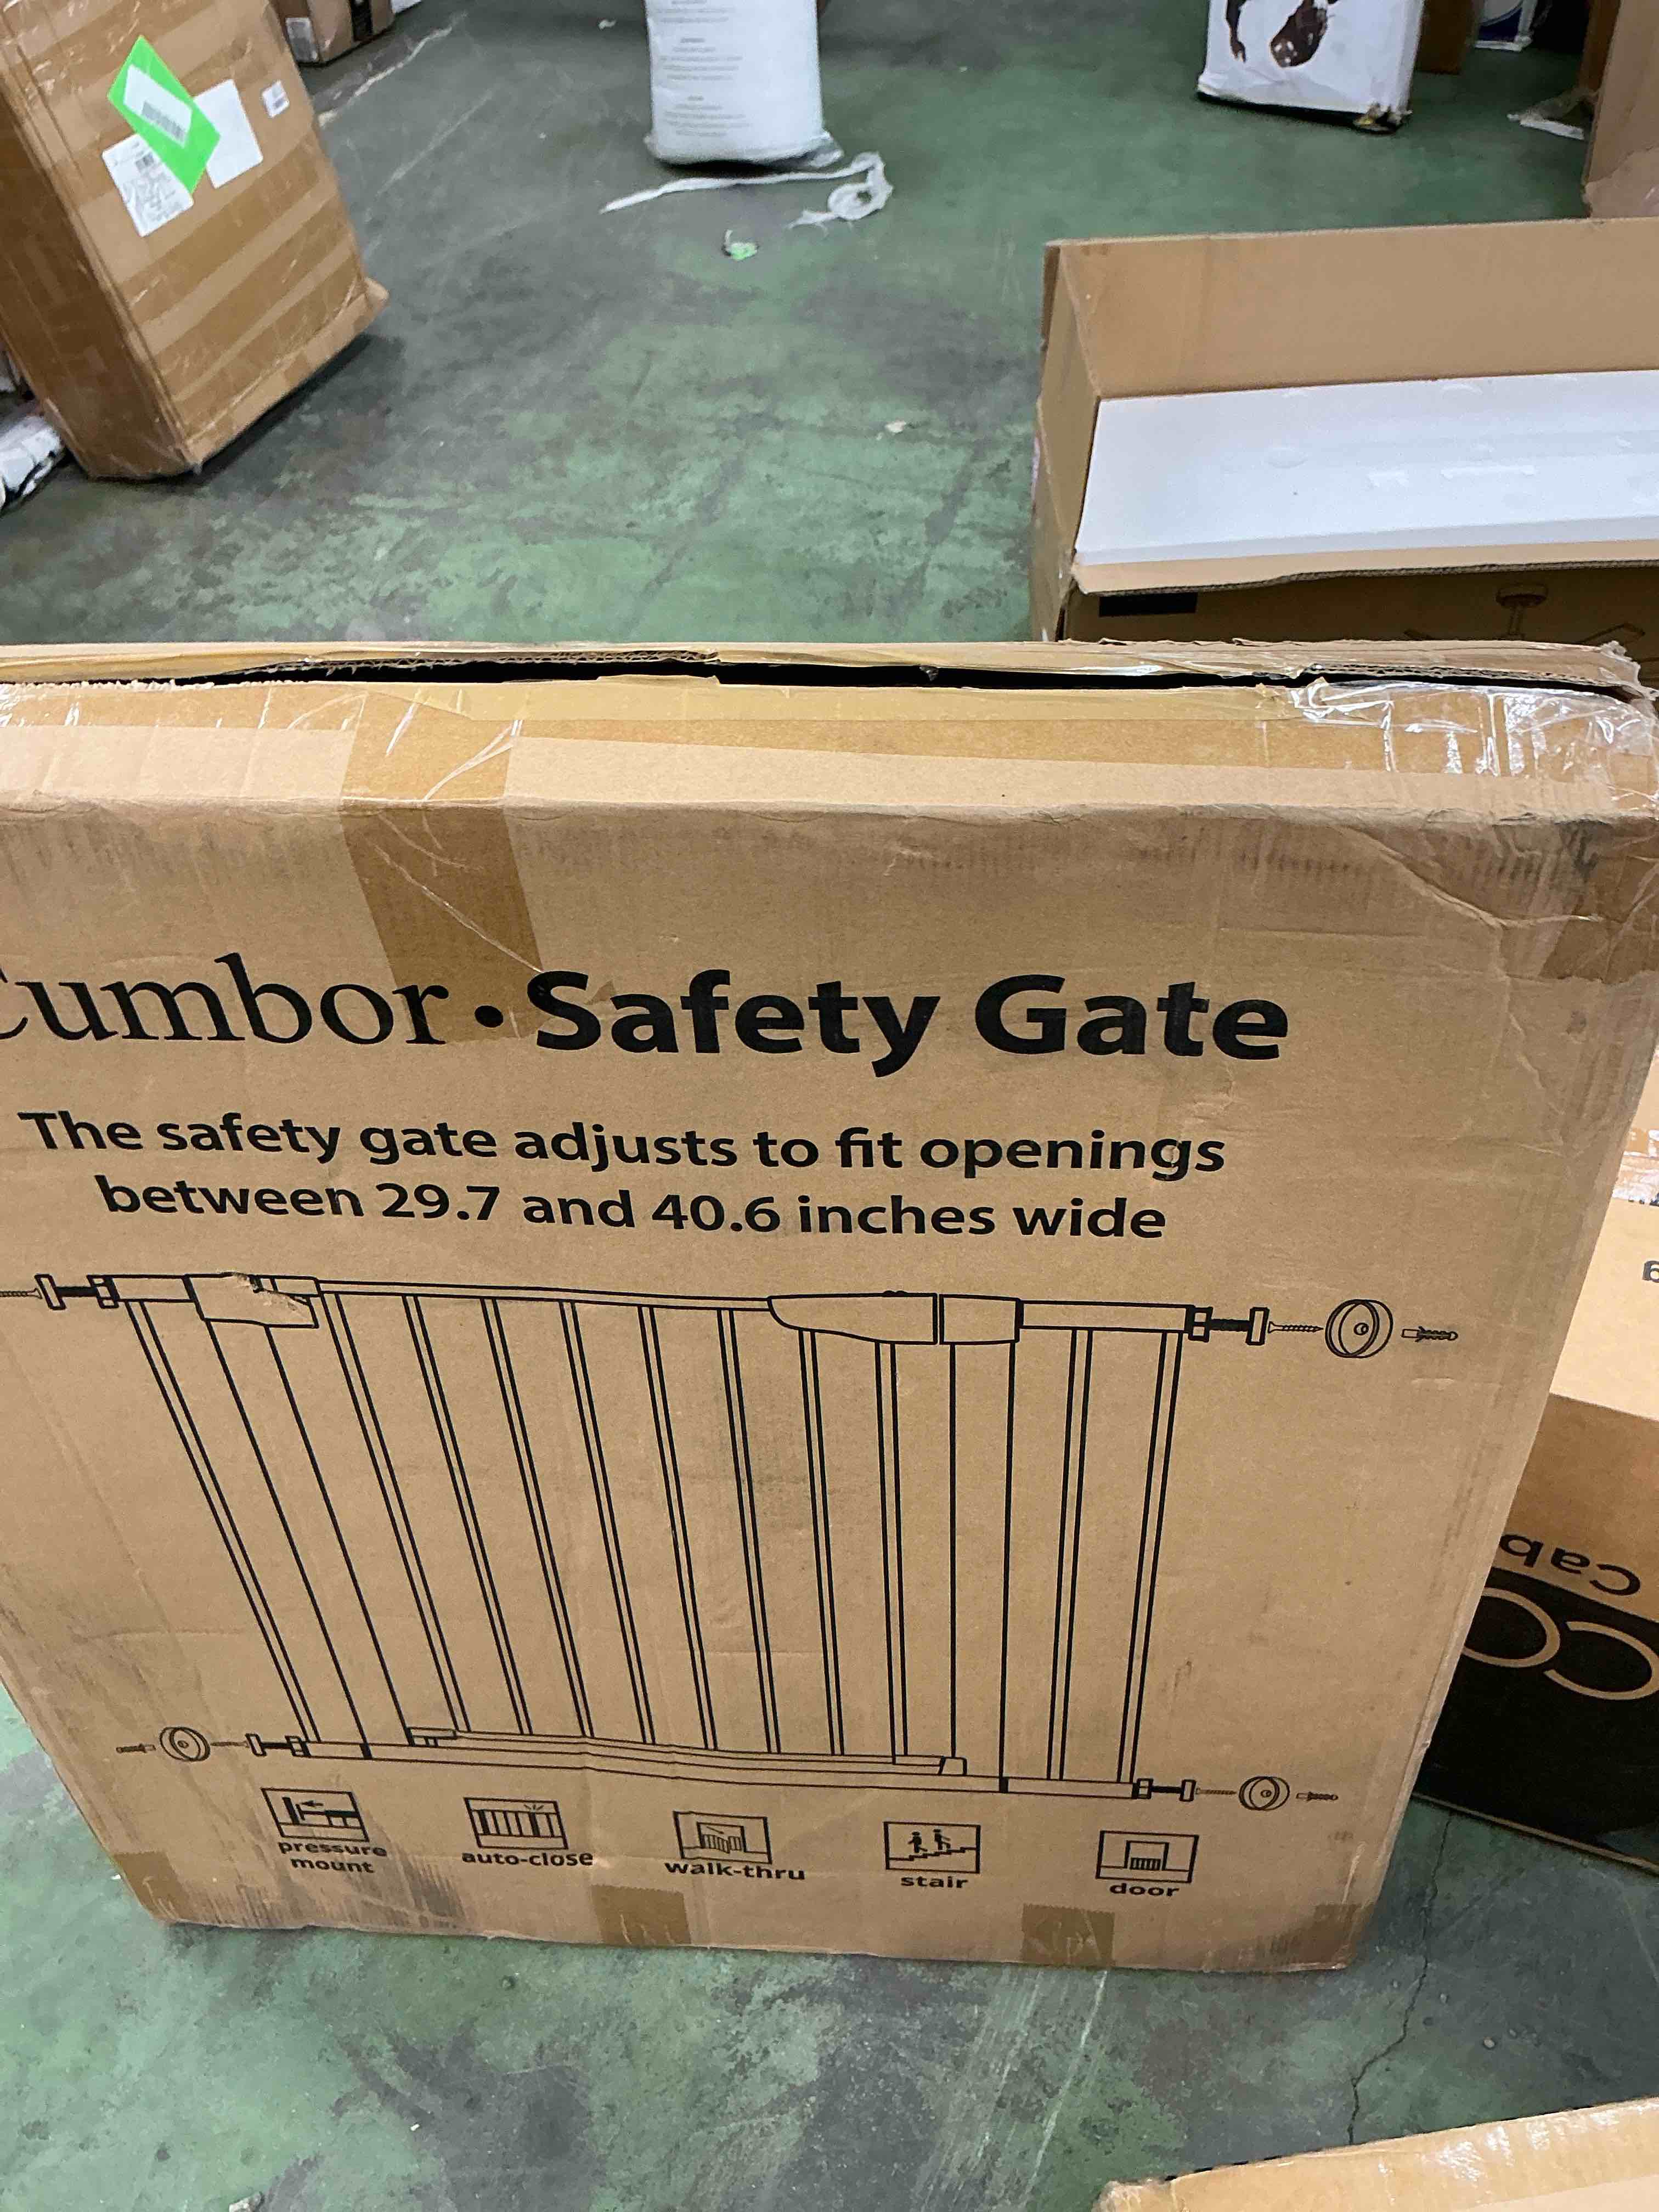 Cumbor · Safety Gate
The safety gate adjusts to fit openings
between 29.7 and 40.6 inches wide
pressure
mount
auto-close
walk-thru
stair
door